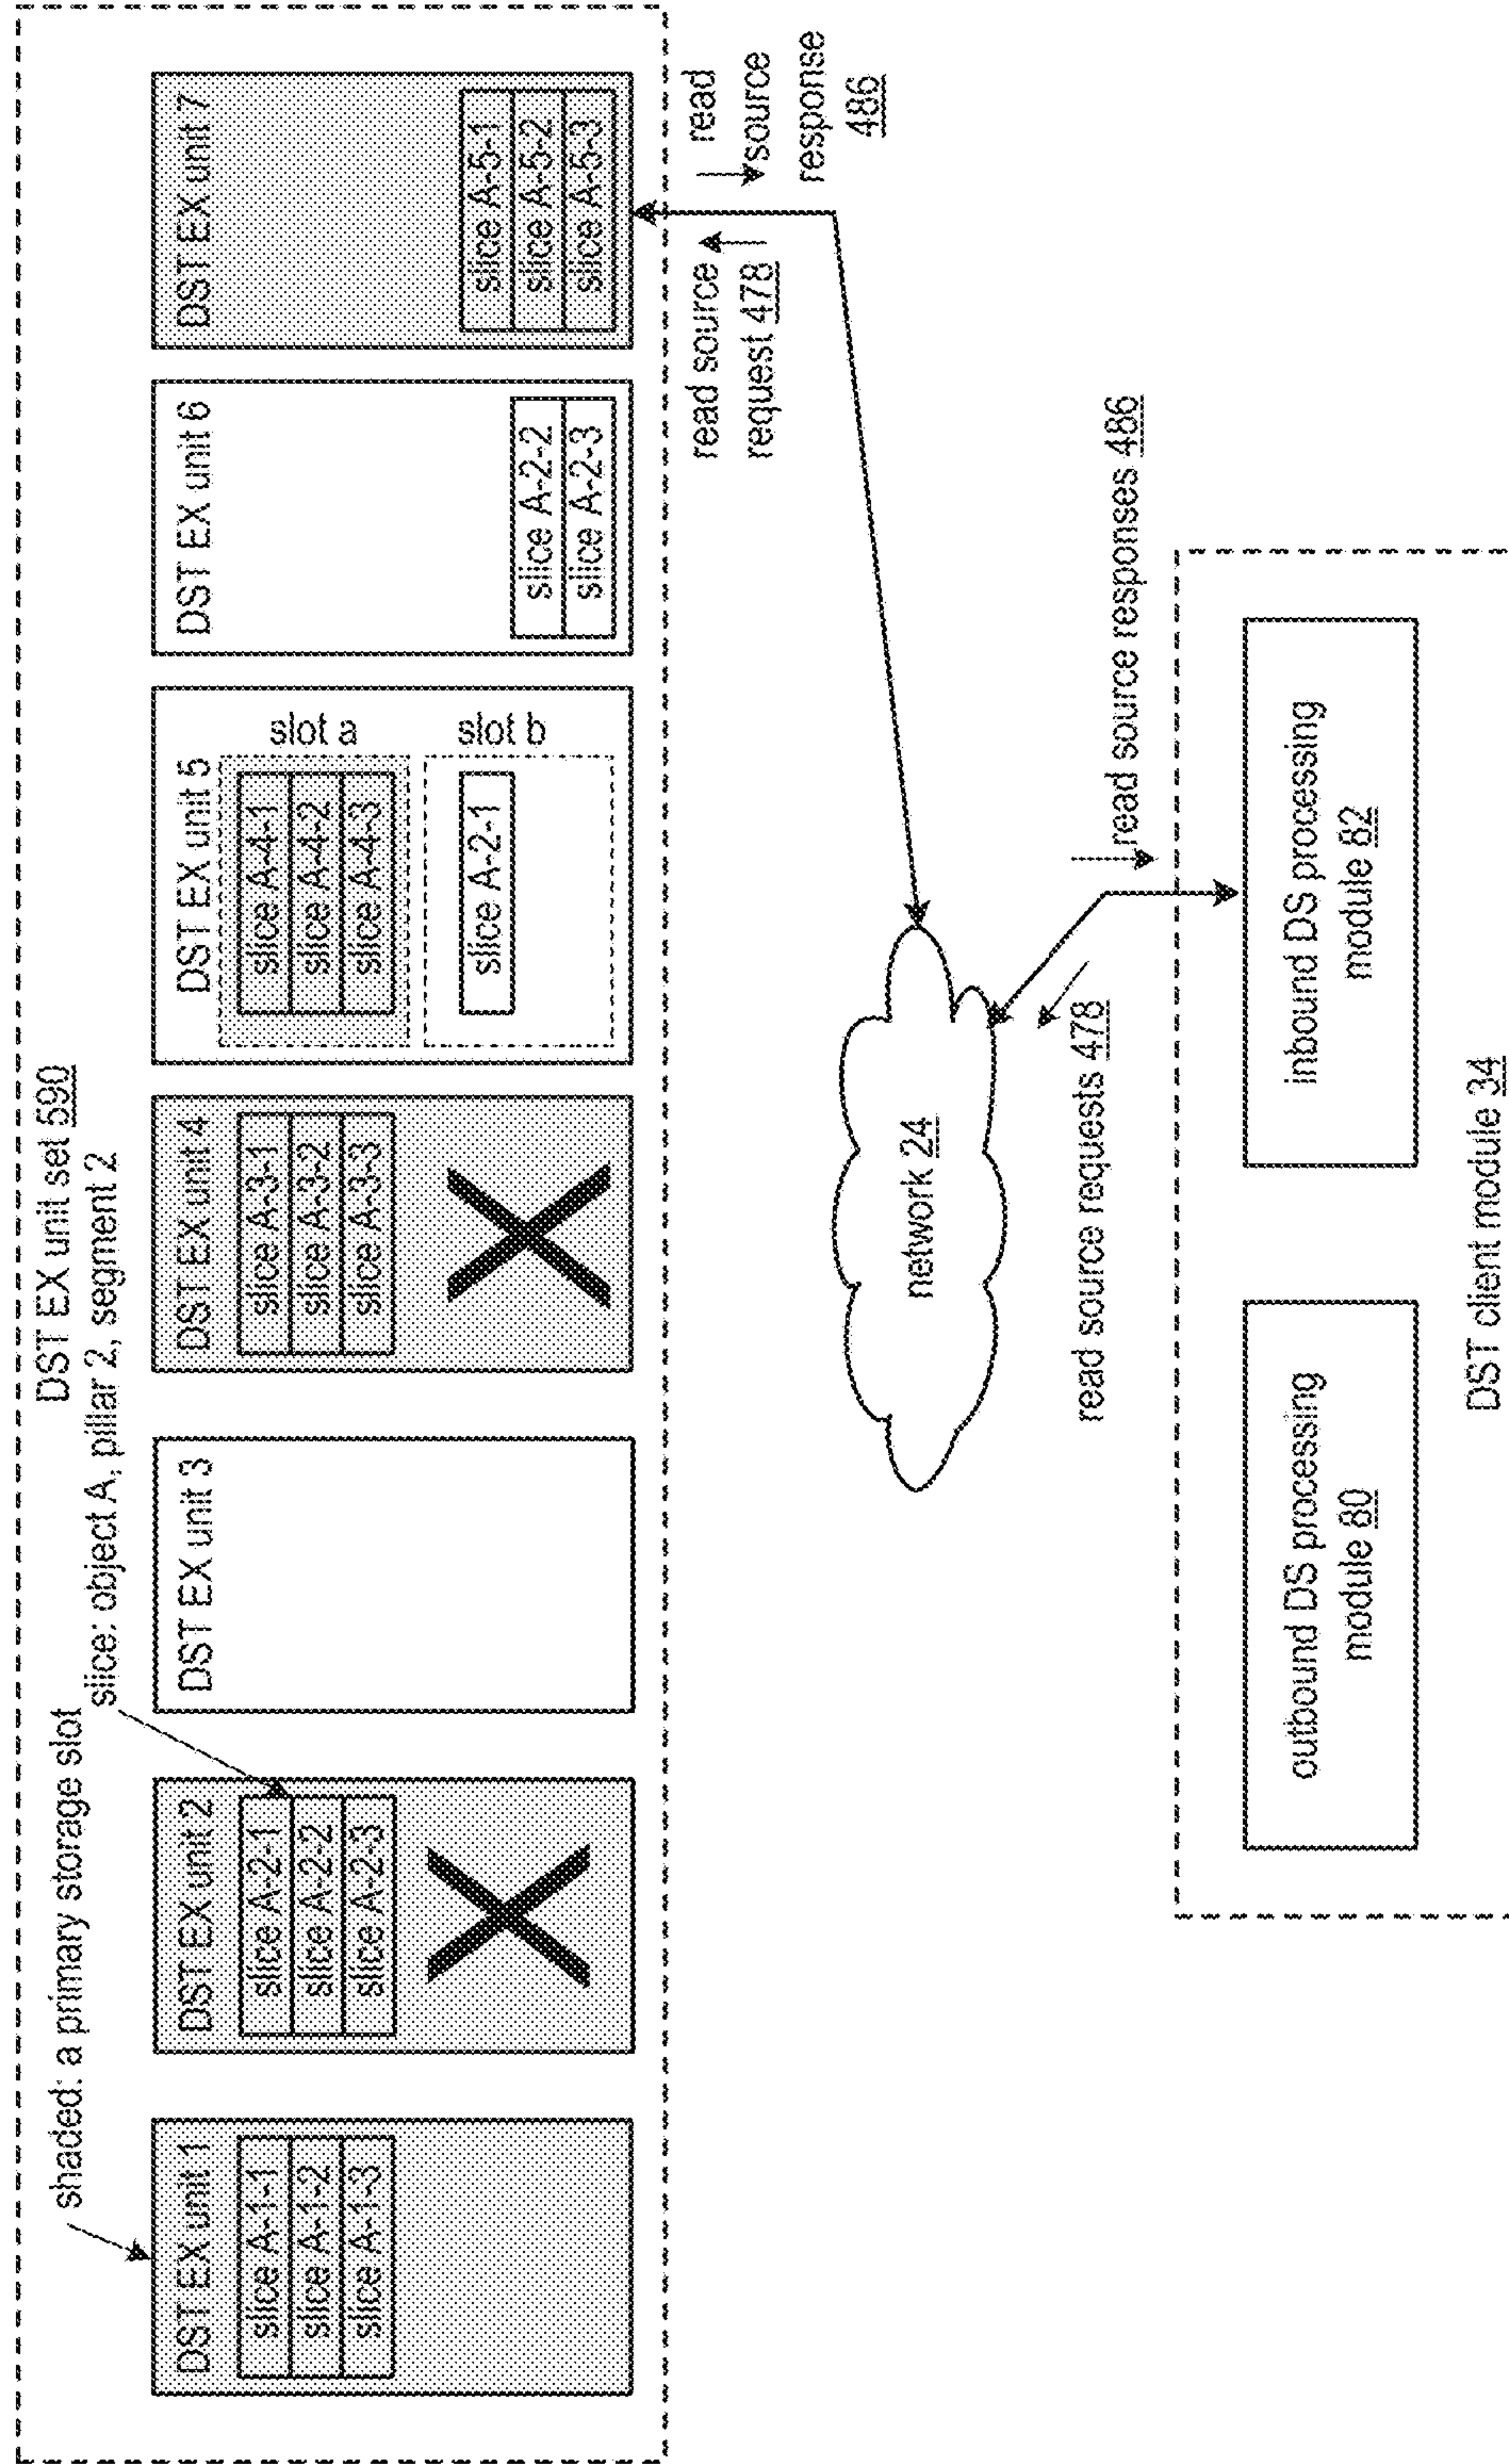 DST EX unit set 590
shaded: a primary storage slot
slice: object A, pillar 2, segment 2
DST EX unit 1
slice A-1-1
slice A-1-2
slice A-1-3
DST EX unit 2
slice A-2-1
slice A-2-2
slice A-2-3
DST EX unit 3
DST EX unit 4
slice A-3-1
slice A-3-2
slice A-3-3
DST EX unit 5
slot a
slice A-4-1
slice A-4-2
slice A-4-3
slot b
slice A-2-1
DST EX unit 6
slice A-2-2
slice A-2-3
DST EX unit 7
slice A-5-1
slice A-5-2
slice A-5-3
read source
request 478
read
source
response
486
network 24
read source requests 478
read source responses 486
outbound DS processing
module 80
inbound DS processing
module 82
DST client module 34